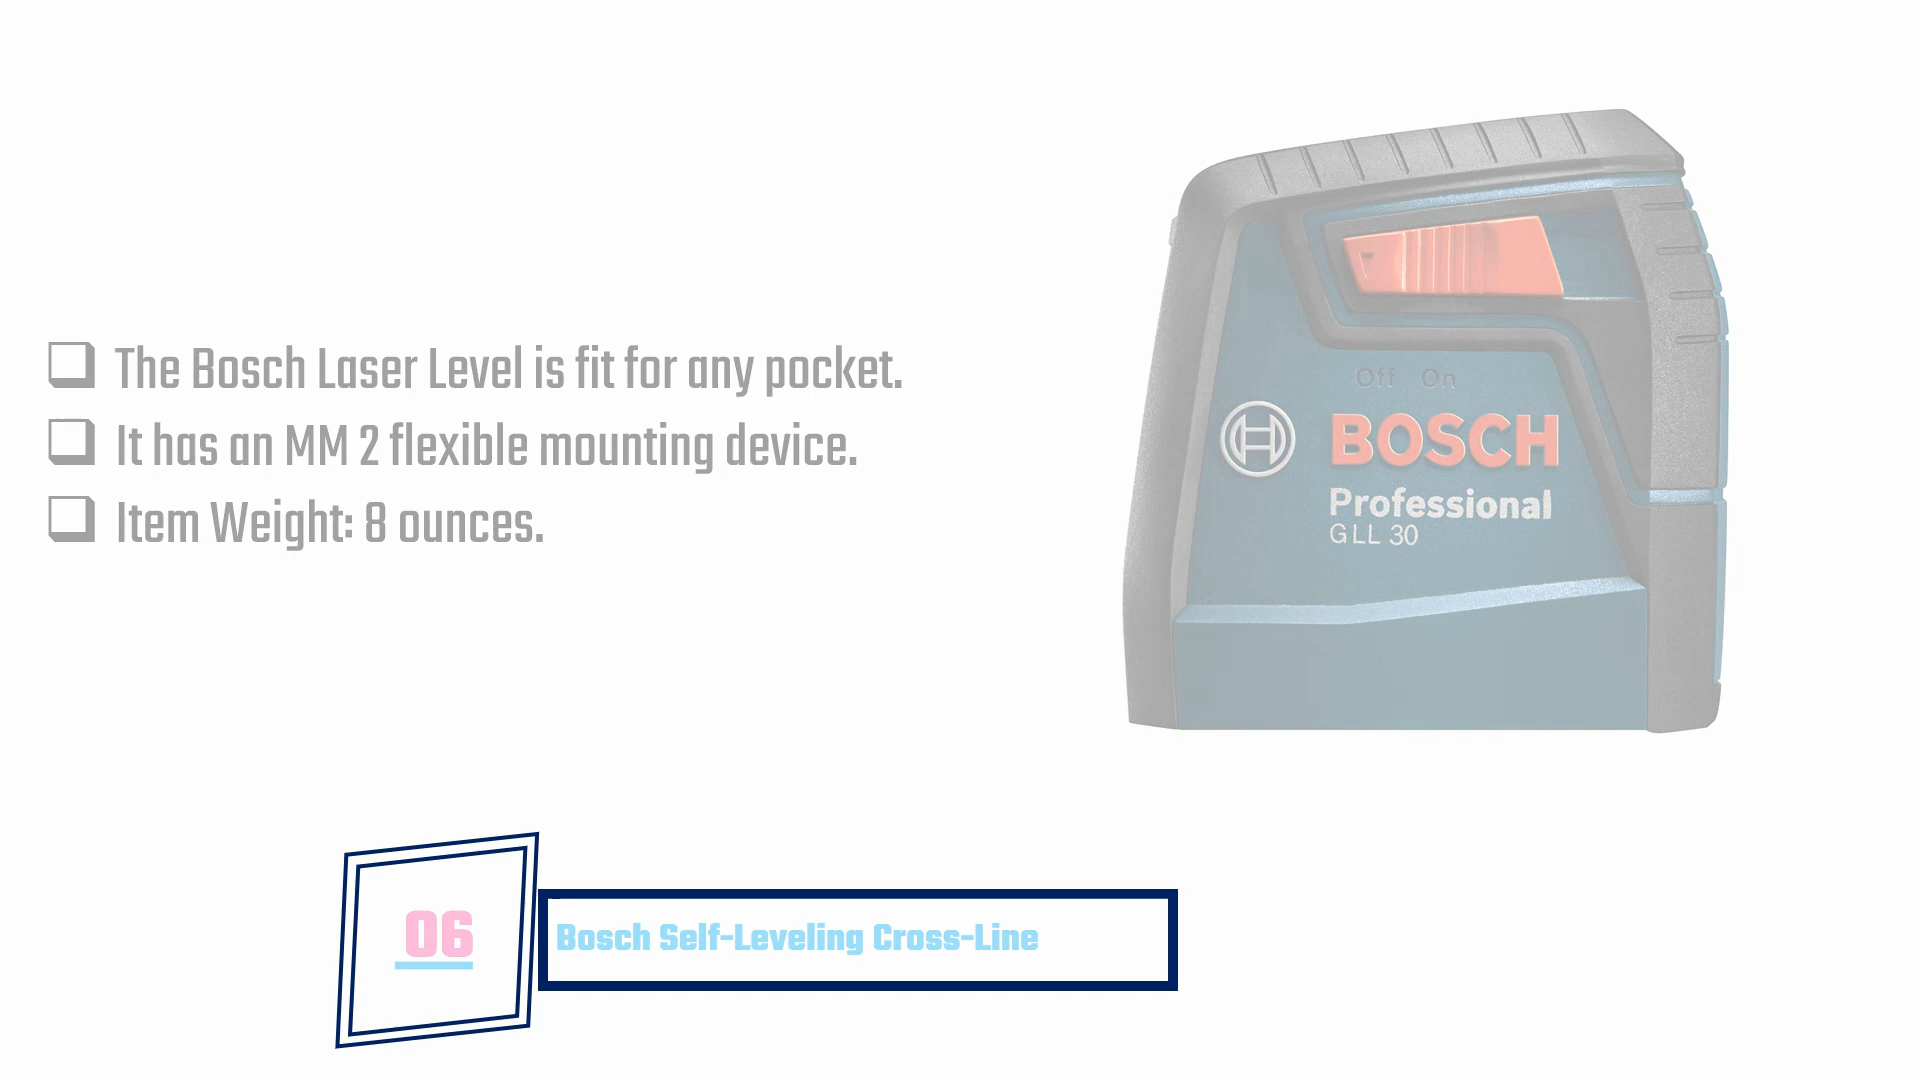 The Bosch Laser Level is fit for any pocket.
It has an MM 2 flexible mounting device.
Item Weight: 8 ounces.
Off On
BOSCH
Professional
GLL 30
06
Bosch Self-Leveling Cross-Line